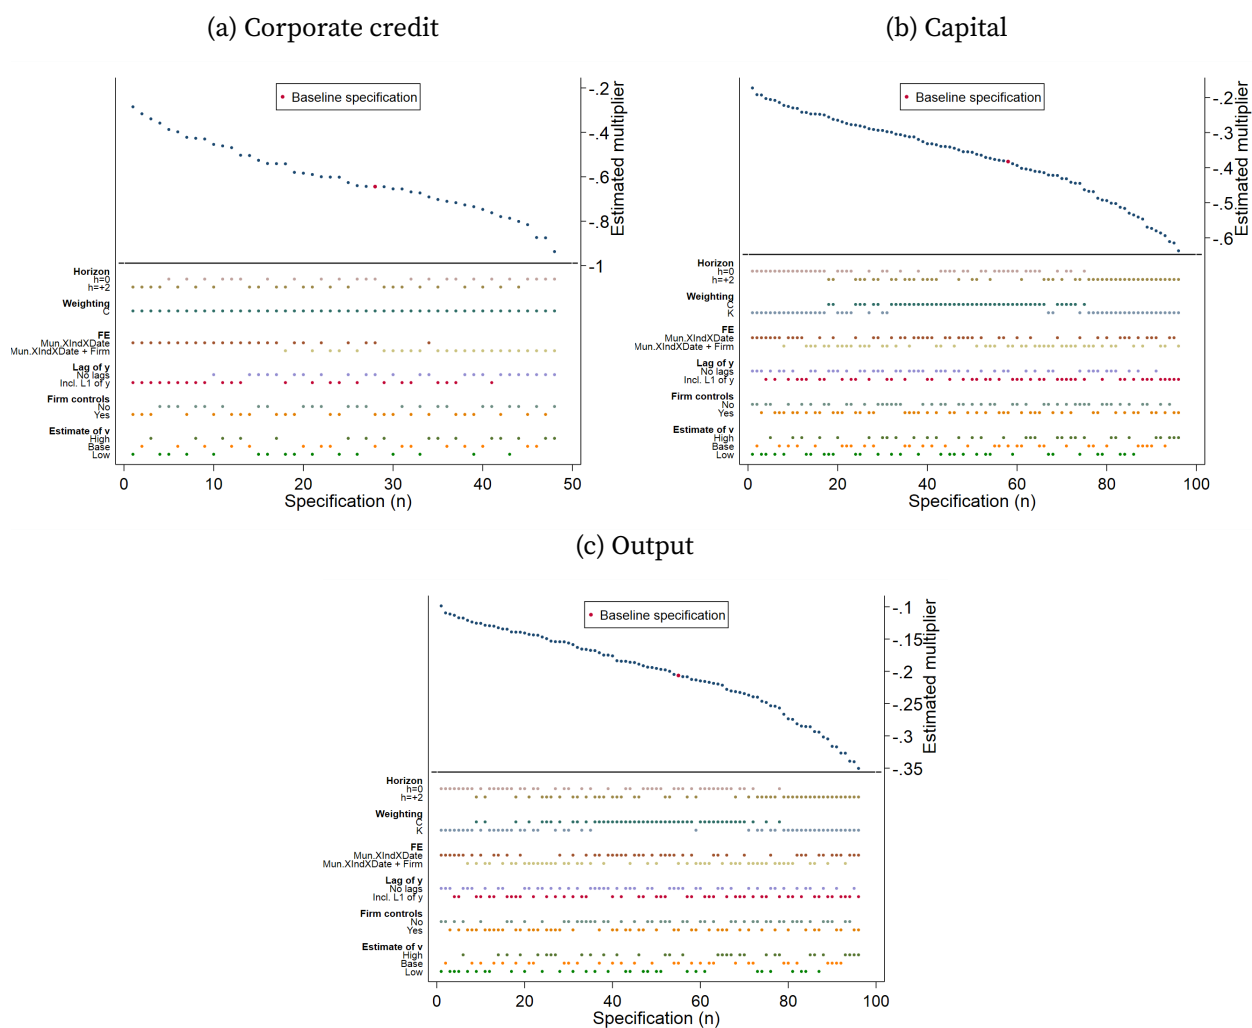 (a) Corporate credit
Baseline specification
-.2
-.4
-.6
-.8
-1
Estimated multiplier
Horizon
h=0
h=+2
Weighting
C
FE
Mun.XIndXDate
Mun.XIndXDate + Firm
Lag of y
No lags
Incl. L1 of y
Firm controls
No
Yes
Estimate of v
High
Base
Low
0 10 20 30 40 50
Specification (n)
(b) Capital
Baseline specification
-.2
-.3
-.4
-.5
-.6
Estimated multiplier
Horizon
h=0
h=+2
Weighting
C
K
FE
Mun.XIndXDate
Mun.XIndXDate + Firm
Lag of y
No lags
Incl. L1 of y
Firm controls
No
Yes
Estimate of v
High
Base
Low
0 20 40 60 80 100
Specification (n)
(c) Output
Baseline specification
-.1
-.15
-.2
-.25
-.3
-.35
Estimated multiplier
Horizon
h=0
h=+2
Weighting
C
K
FE
Mun.XIndXDate
Mun.XIndXDate + Firm
Lag of y
No lags
Incl. L1 of y
Firm controls
No
Yes
Estimate of v
High
Base
Low
0 20 40 60 80 100
Specification (n)